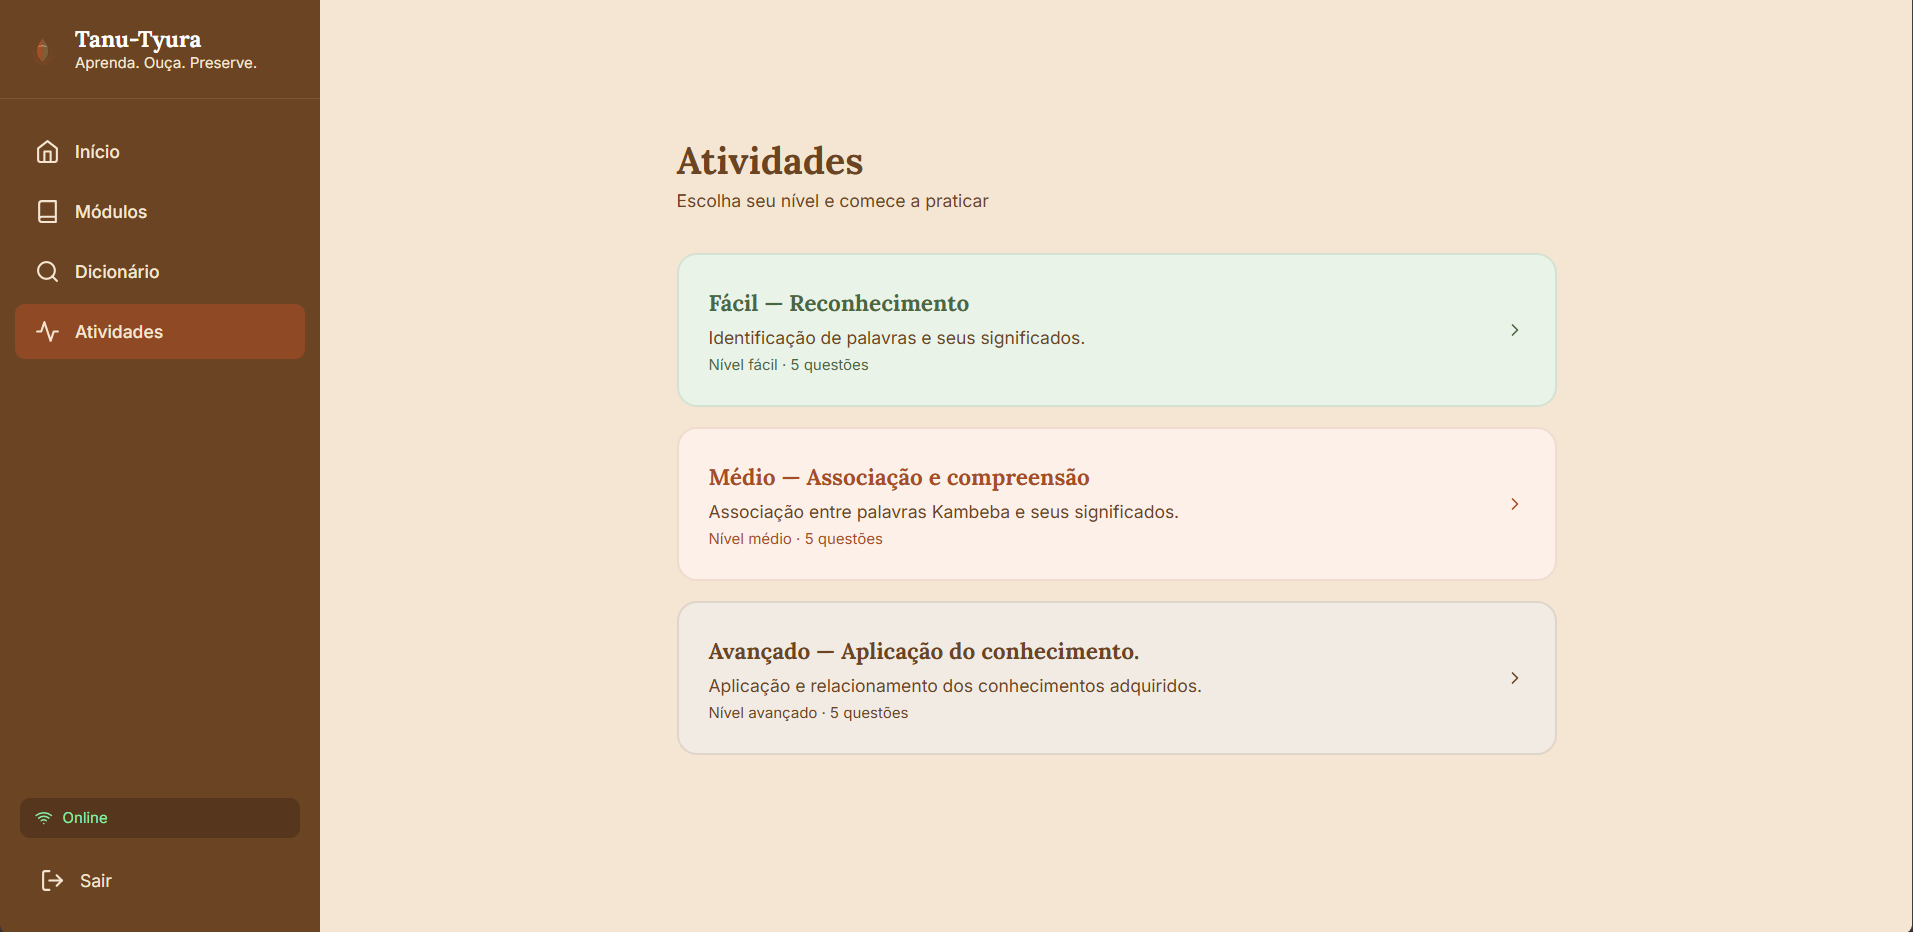 Tanu-Tyura
Aprenda. Ouça. Preserve.
Início
Módulos
Dicionário
Atividades
Online
Sair
Atividades
Escolha seu nível e comece a praticar
Fácil — Reconhecimento
Identificação de palavras e seus significados.
Nível fácil · 5 questões
Médio — Associação e compreensão
Associação entre palavras Kambeba e seus significados.
Nível médio · 5 questões
Avançado — Aplicação do conhecimento.
Aplicação e relacionamento dos conhecimentos adquiridos.
Nível avançado · 5 questões